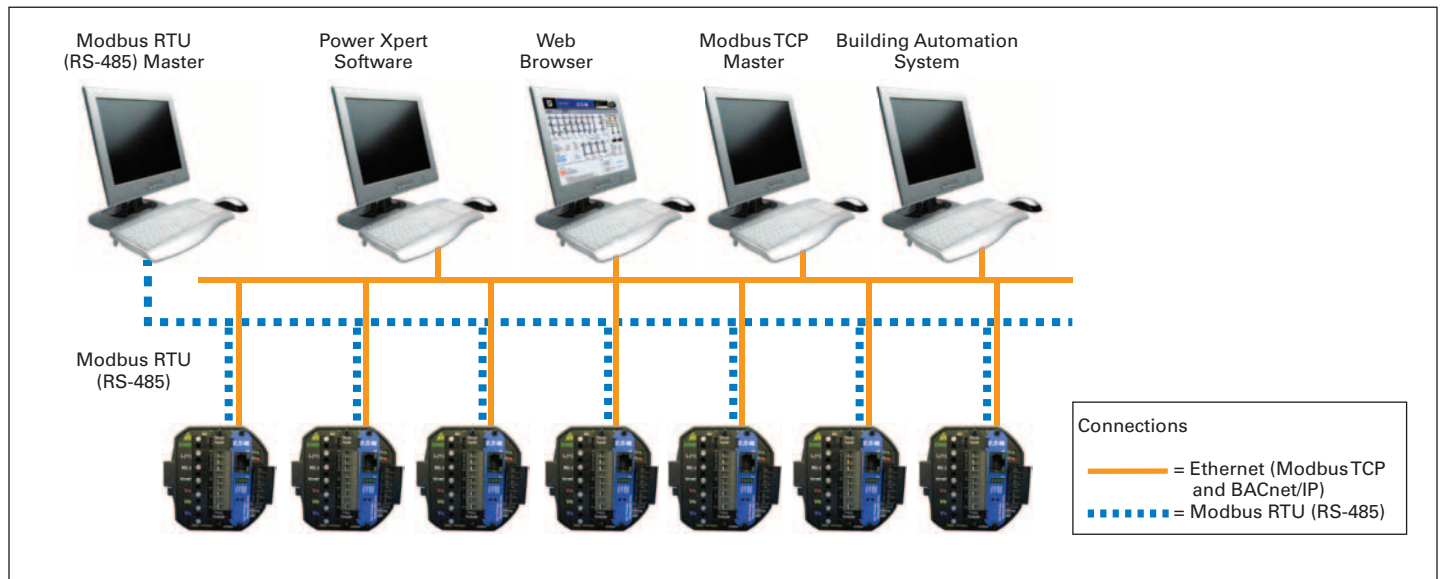 Modbus RTU
(RS-485) Master
Power Xpert
Software
Web
Browser
Modbus TCP
Master
Building Automation
System
Modbus RTU
(RS-485)
Connections
= Ethernet (Modbus TCP
and BACnet/IP)
= Modbus RTU (RS-485)